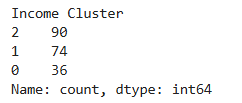 Income Cluster
2    90
1    74
0    36
Name: count, dtype: int64